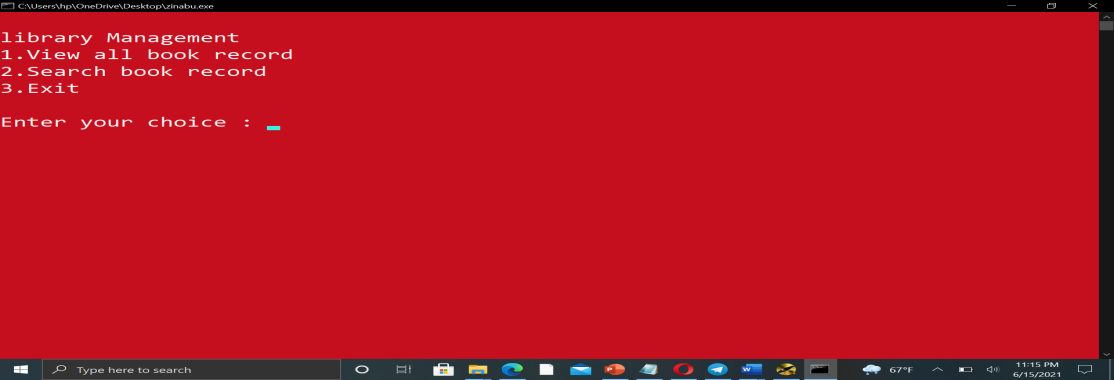 C:\Users\hp\OneDrive\Desktop\zinabu.exe
library Management
1.View all book record
2.Search book record
3.Exit
Enter your choice :
Type here to search
67°F
11:15 PM
6/15/2021